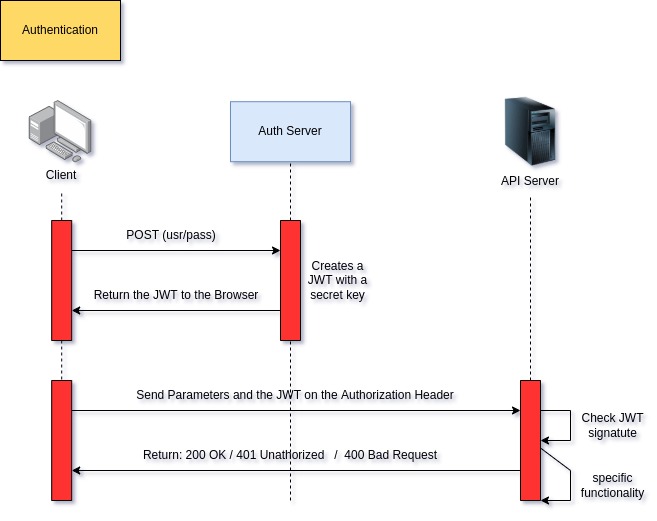 Authentication
Auth Server
Client
API Server
POST (usr/pass)
Creates a
JWT with a
secret key
Return the JWT to the Browser
Send Parameters and the JWT on the Authorization Header
Check JWT
signatute
Return: 200 OK / 401 Unathorized / 400 Bad Request
specific
functionality